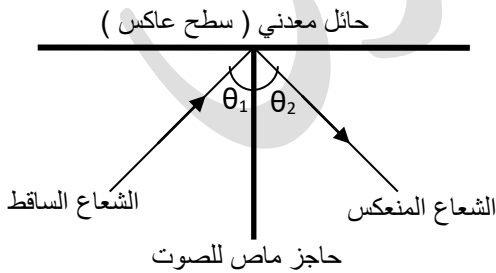 حائل معدني ( سطح عاكس )
θ1 θ2
الشعاع الساقط
الشعاع المنعكس
حاجز ماص للصوت